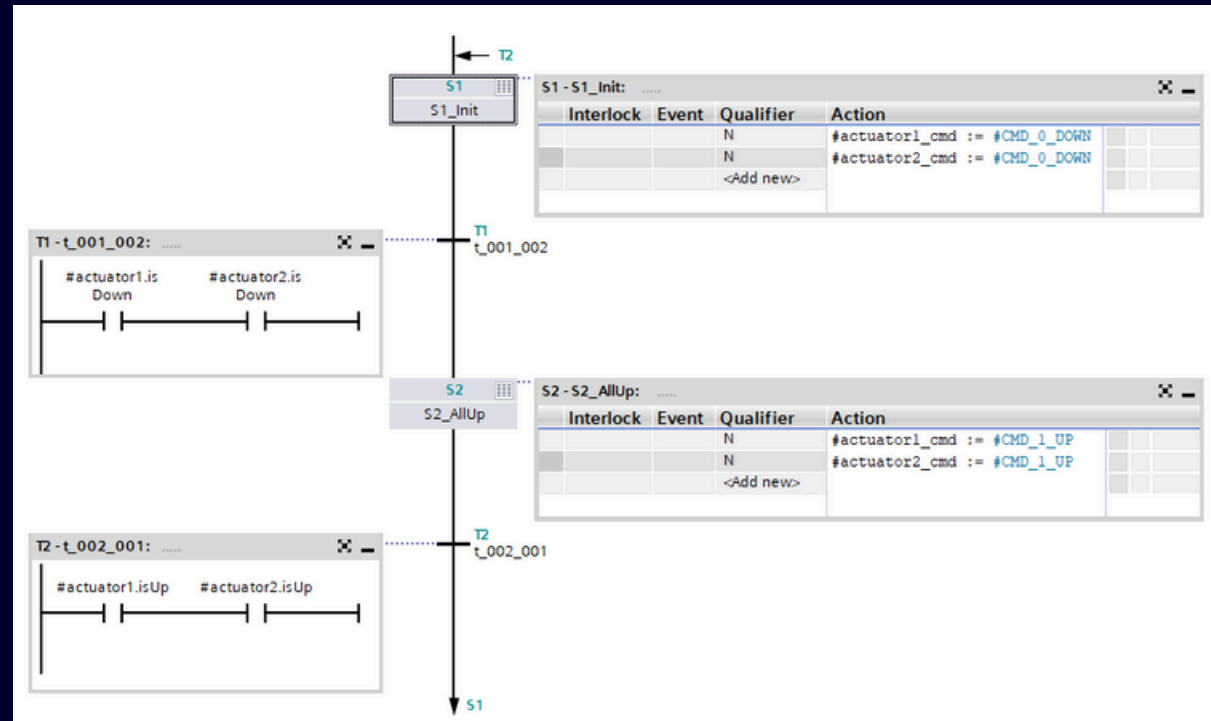 T2
S1
S1_Init
S1 - S1_Init: .....
Interlock Event Qualifier Action
N #actuator1_cmd := #CMD_0_DOWN
N #actuator2_cmd := #CMD_0_DOWN
<Add new>
T1
t_001_002
T1 - t_001_002: .....
#actuator1.is #actuator2.is
Down Down
S2
S2_AllUp
S2 - S2_AllUp: .....
Interlock Event Qualifier Action
N #actuator1_cmd := #CMD_1_UP
N #actuator2_cmd := #CMD_1_UP
<Add new>
T2
t_002_001
T2 - t_002_001: .....
#actuator1.isUp #actuator2.isUp
S1